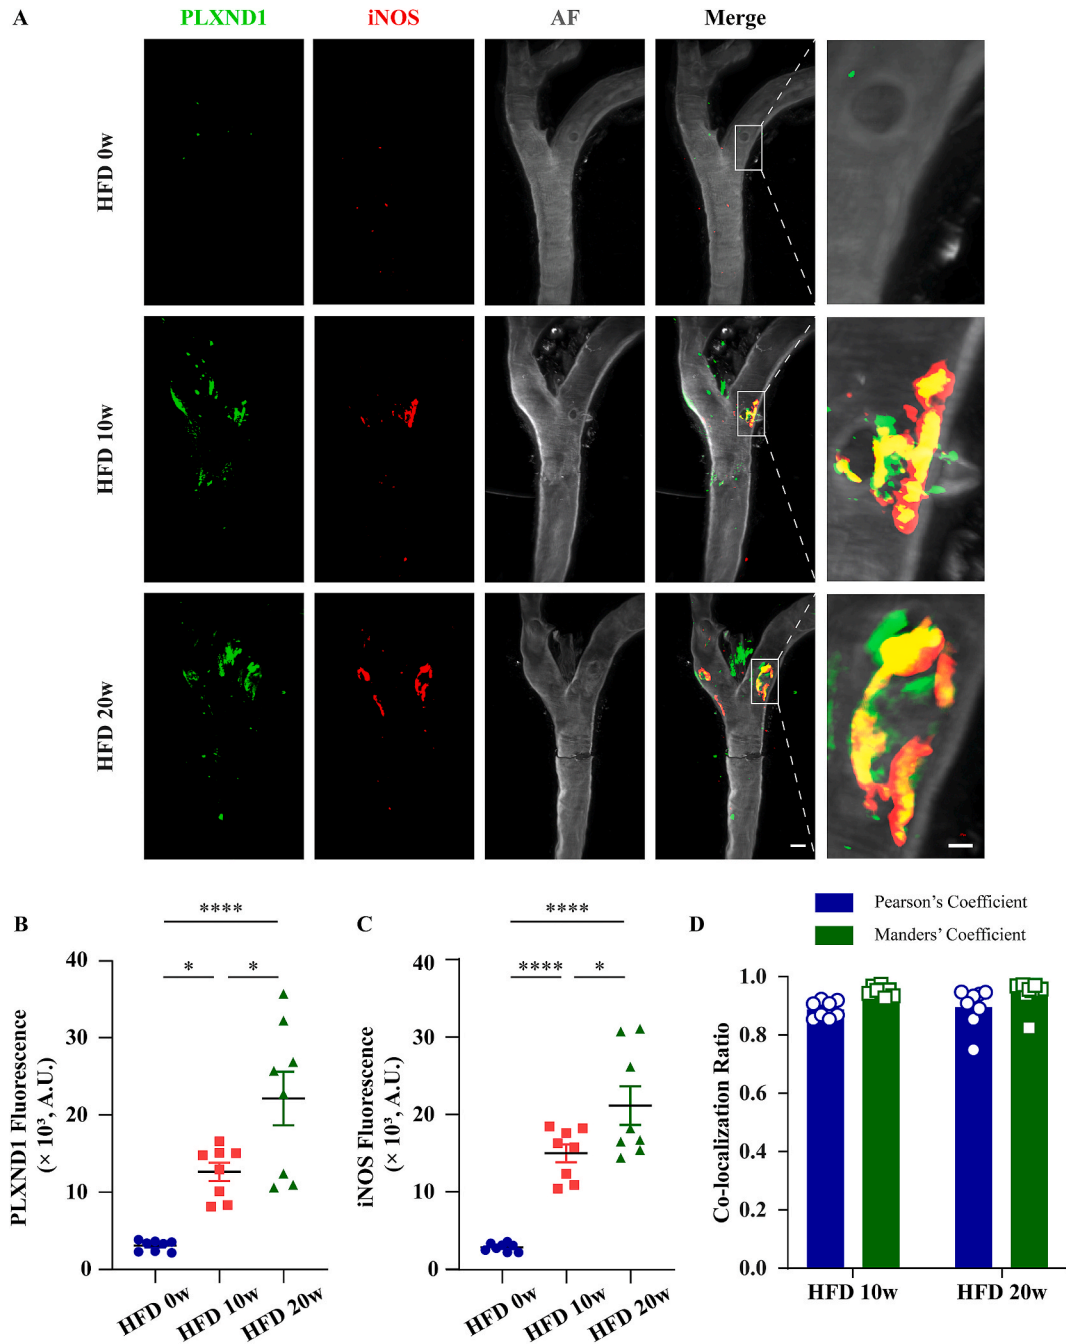 A
PLXND1
iNOS
AF
Merge
HFD 0w
HFD 10w
HFD 20w
B
****
*
*
PLXND1 Fluorescence
(× 10³, A.U.)
40
30
20
10
0
HFD 0w
HFD 10w
HFD 20w
C
****
****
*
iNOS Fluorescence
(× 10³, A.U.)
40
30
20
10
0
HFD 0w
HFD 10w
HFD 20w
D
Pearson's Coefficient
Manders' Coefficient
Co-localization Ratio
1.0
0.8
0.6
0.4
0.2
0.0
HFD 10w
HFD 20w